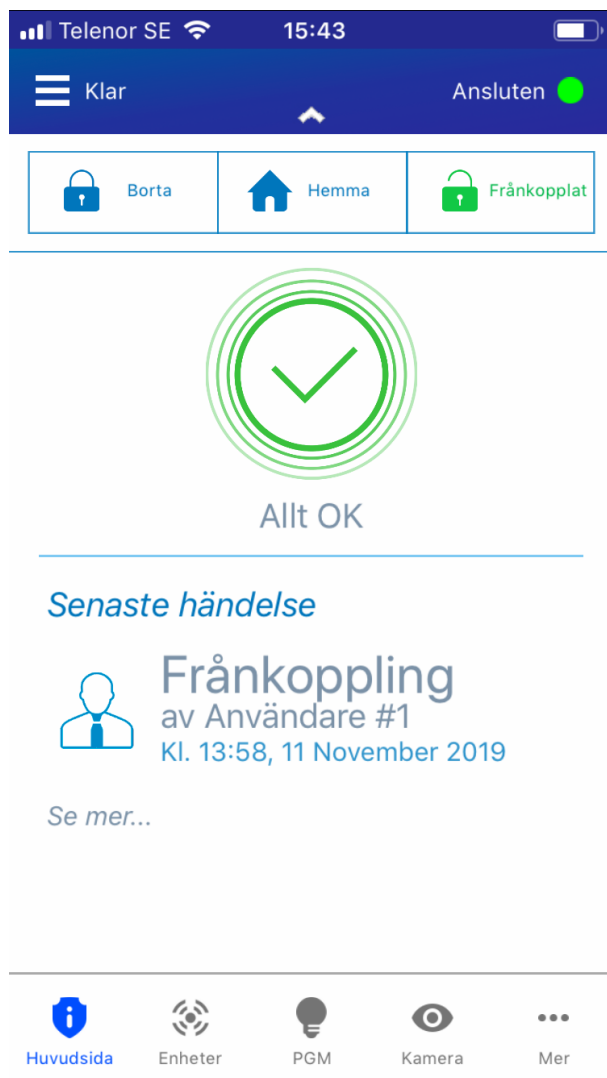 Telenor SE 15:43
Klar Ansluten
Borta Hemma Frånkopplat
Allt OK
Senaste händelse
Frånkoppling
av Användare #1
Kl. 13:58, 11 November 2019
Se mer...
Huvudsida Enheter PGM Kamera Mer